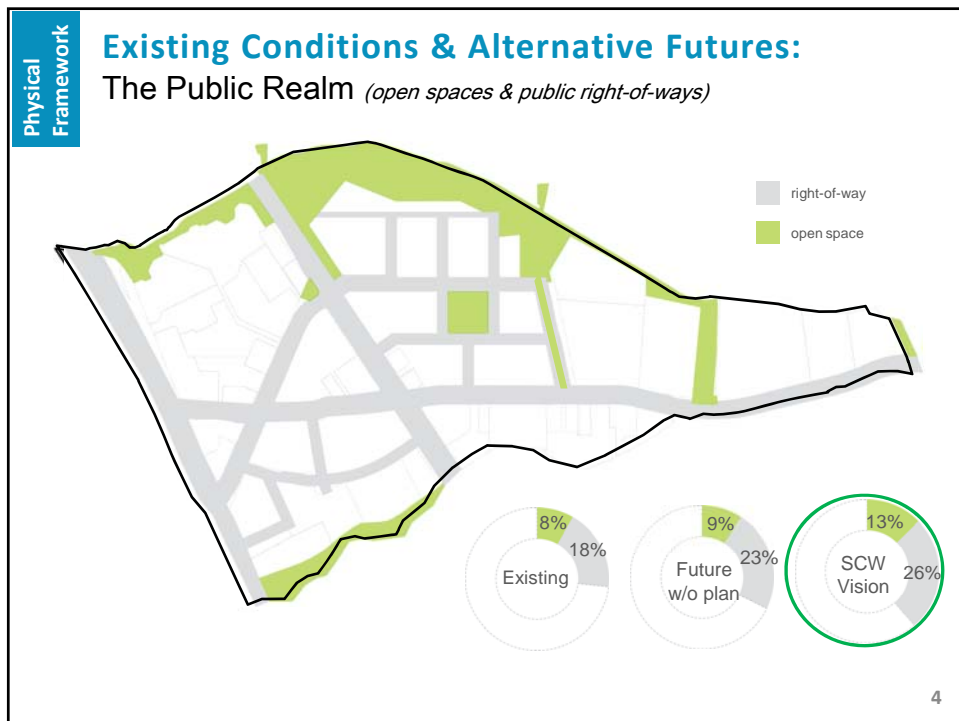 Physical
Framework
Existing Conditions & Alternative Futures:
The Public Realm (open spaces & public right-of-ways)
right-of-way
open space
8%
18%
Existing
9%
23%
Future
w/o plan
13%
26%
SCW
Vision
4